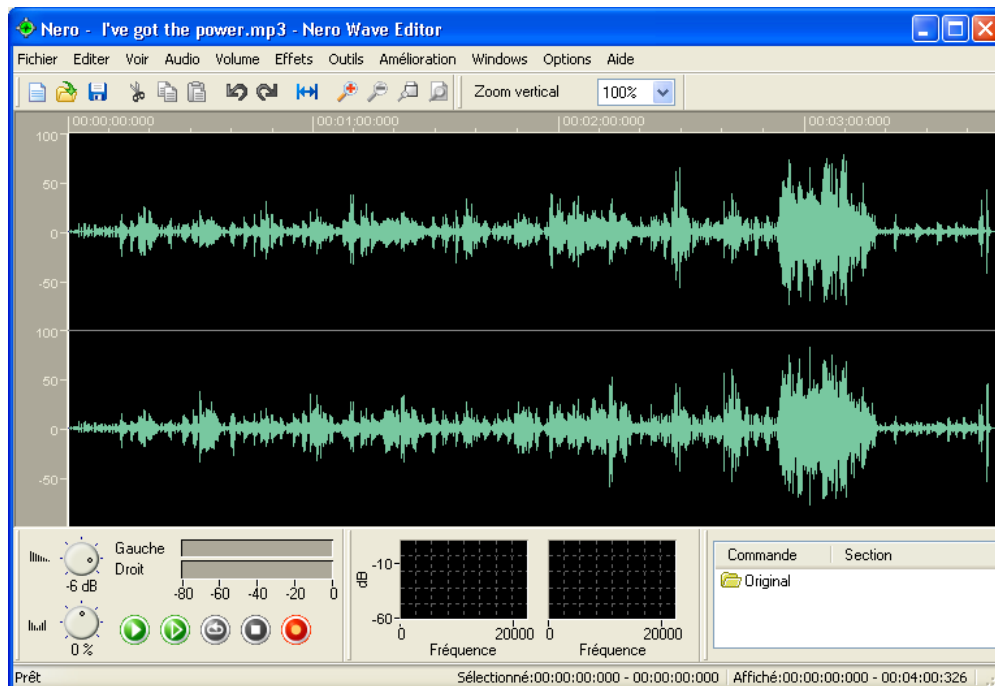 Nero - I've got the power.mp3 - Nero Wave Editor
Fichier Editer Voir Audio Volume Effets Outils Amélioration Windows Options Aide
Zoom vertical 100%
00:00:00:000 00:01:00:000 00:02:00:000 00:03:00:000
100
50
0
-50
100
50
0
-50
Gauche
Droit
-80 -60 -40 -20 0
-6 dB
0 %
dB
-10
-60
0 20000 0 20000
Fréquence Fréquence
Commande Section
Original
Prêt Sélectionné:00:00:00:000 - 00:00:00:000 Affiché:00:00:00:000 - 00:04:00:326